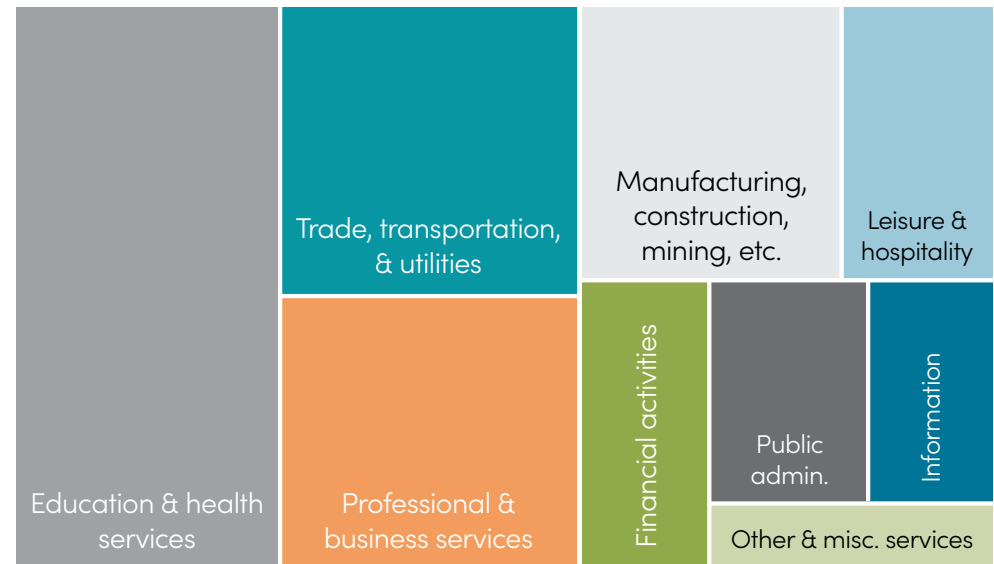 Education & health
services
Trade, transportation,
& utilities
Professional &
business services
Manufacturing,
construction,
mining, etc.
Leisure &
hospitality
Financial activities
Public
admin.
Information
Other & misc. services